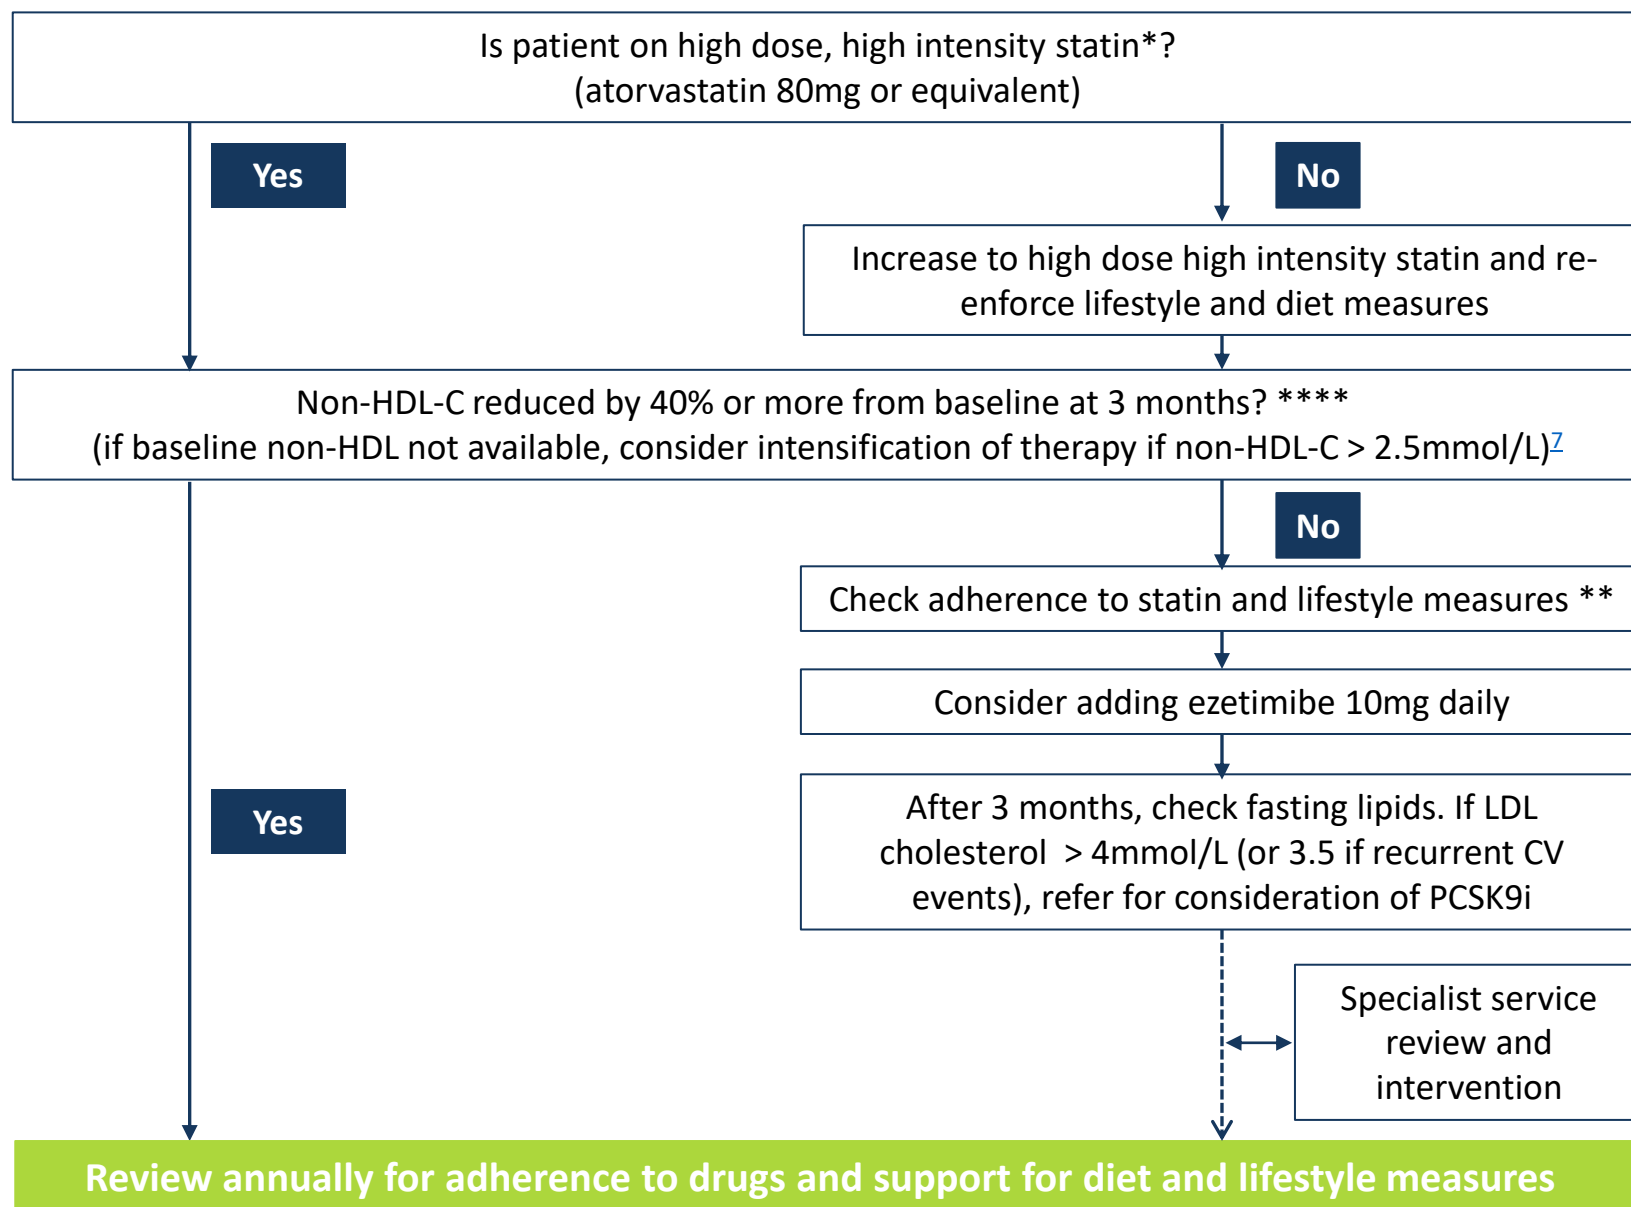 Is patient on high dose, high intensity statin*?
(atorvastatin 80mg or equivalent)
Yes
No
Increase to high dose high intensity statin and re-
enforce lifestyle and diet measures
Non-HDL-C reduced by 40% or more from baseline at 3 months? ****
(if baseline non-HDL not available, consider intensification of therapy if non-HDL-C > 2.5mmol/L)7
No
Check adherence to statin and lifestyle measures **
Consider adding ezetimibe 10mg daily
Yes
After 3 months, check fasting lipids. If LDL
cholesterol > 4mmol/L (or 3.5 if recurrent CV
events), refer for consideration of PCSK9i
Specialist service
review and
intervention
Review annually for adherence to drugs and support for diet and lifestyle measures